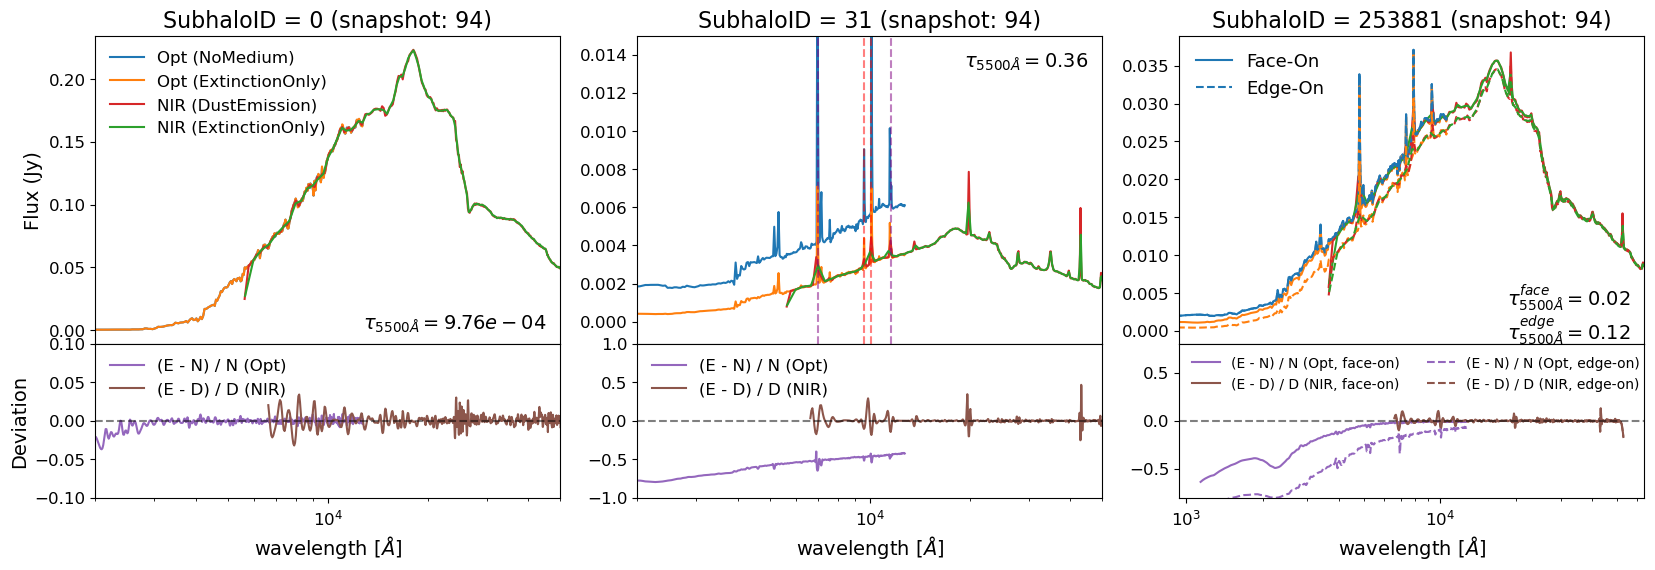 SubhaloID = 0 (snapshot: 94)
Flux (Jy)
0.20
0.15
0.10
0.05
0.00
Opt (NoMedium)
Opt (ExtinctionOnly)
NIR (DustEmission)
NIR (ExtinctionOnly)
τ5500Å = 9.76e − 04
Deviation
0.10
0.05
0.00
−0.05
−0.10
(E - N) / N (Opt)
(E - D) / D (NIR)
10^4
wavelength [Å]
SubhaloID = 31 (snapshot: 94)
0.014
0.012
0.010
0.008
0.006
0.004
0.002
0.000
τ5500Å = 0.36
1.0
0.5
0.0
−0.5
−1.0
(E - N) / N (Opt)
(E - D) / D (NIR)
10^4
wavelength [Å]
SubhaloID = 253881 (snapshot: 94)
0.035
0.030
0.025
0.020
0.015
0.010
0.005
0.000
Face-On
Edge-On
τ^face 5500Å = 0.02
τ^edge 5500Å = 0.12
0.5
0.0
−0.5
(E - N) / N (Opt, face-on)
(E - D) / D (NIR, face-on)
(E - N) / N (Opt, edge-on)
(E - D) / D (NIR, edge-on)
10^3
10^4
wavelength [Å]